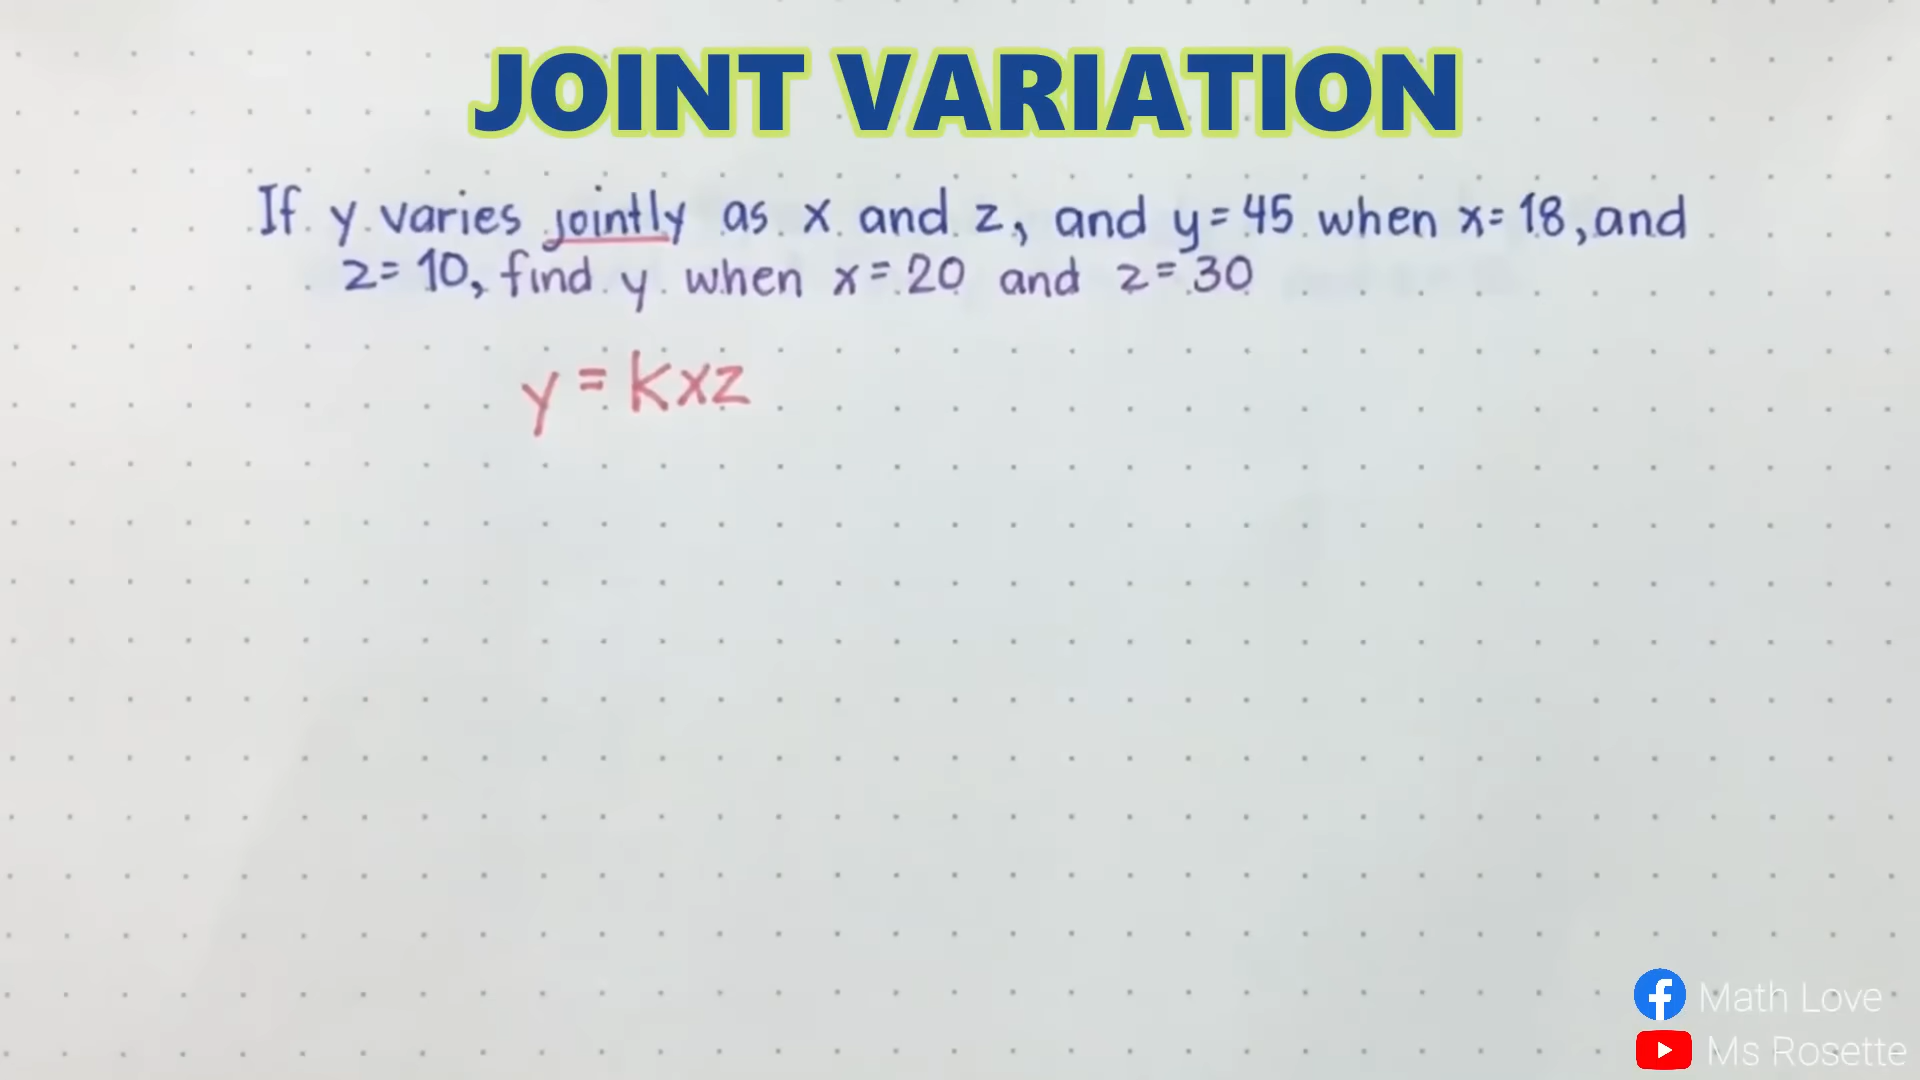 JOINT VARIATION
If y varies jointly as x and z, and y = 45 when x = 18, and
z = 10, find y when x = 20 and z = 30
y = kxz
Math Love
Ms Rosette